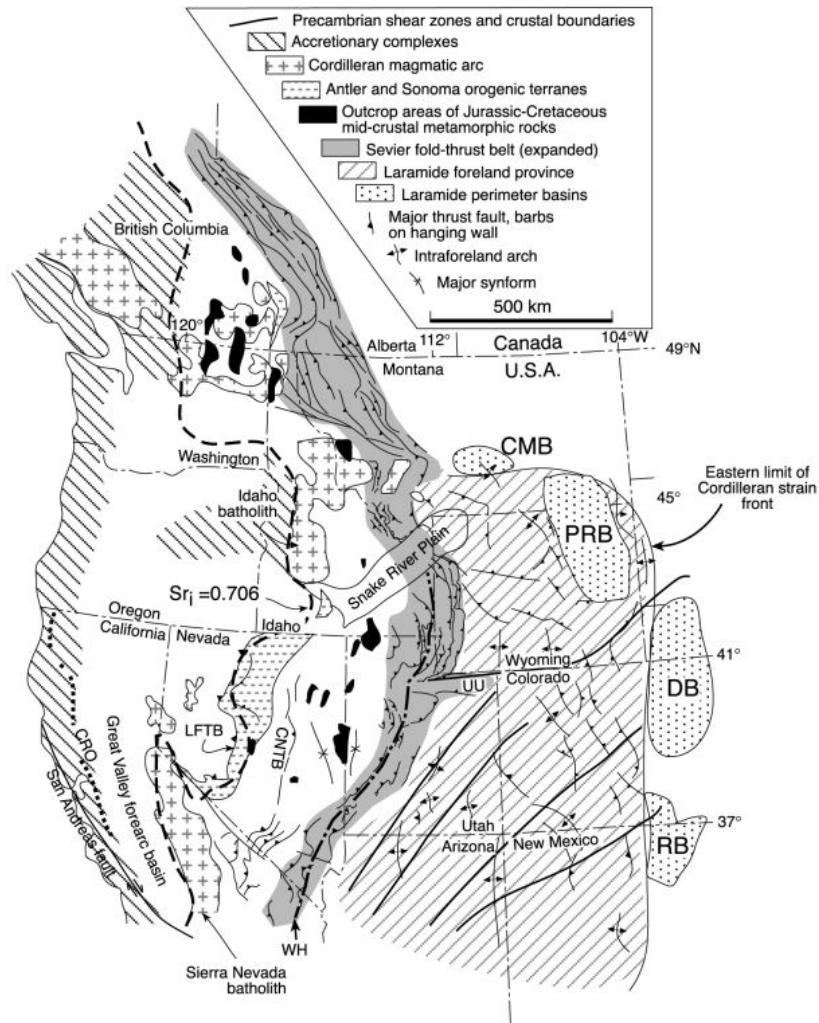 Precambrian shear zones and crustal boundaries
Accretionary complexes
Cordilleran magmatic arc
Antler and Sonoma orogenic terranes
Outcrop areas of Jurassic-Cretaceous
mid-crustal metamorphic rocks
Sevier fold-thrust belt (expanded)
Laramide foreland province
Laramide perimeter basins
Major thrust fault, barbs
on hanging wall
Intraforeland arch
Major synform
500 km
British Columbia
120°
Alberta
112°
Canada
104°W
49°N
Montana
U.S.A.
CMB
Washington
45°
Eastern limit of
Cordilleran strain
front
Idaho
batholith
PRB
Snake River Plain
Sri =0.706
Oregon
Idaho
California
Nevada
Wyoming
41°
Colorado
UU
DB
LFTB
CNTB
CRO
Great Valley forearc basin
San Andreas fault
Utah
37°
Arizona
New Mexico
RB
WH
Sierra Nevada
batholith